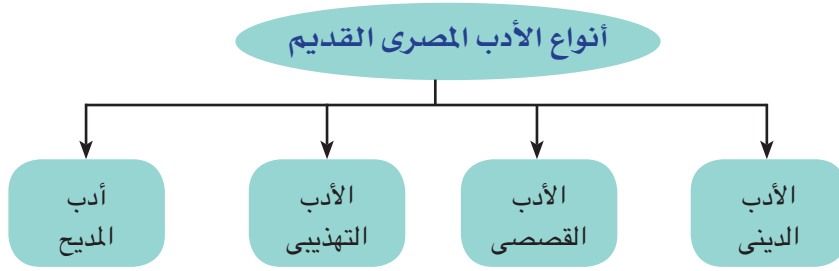 أنواع الأدب المصرى القديم
الأدب
الدينى
الأدب
القصصى
الأدب
التهذيبى
أدب
المديح